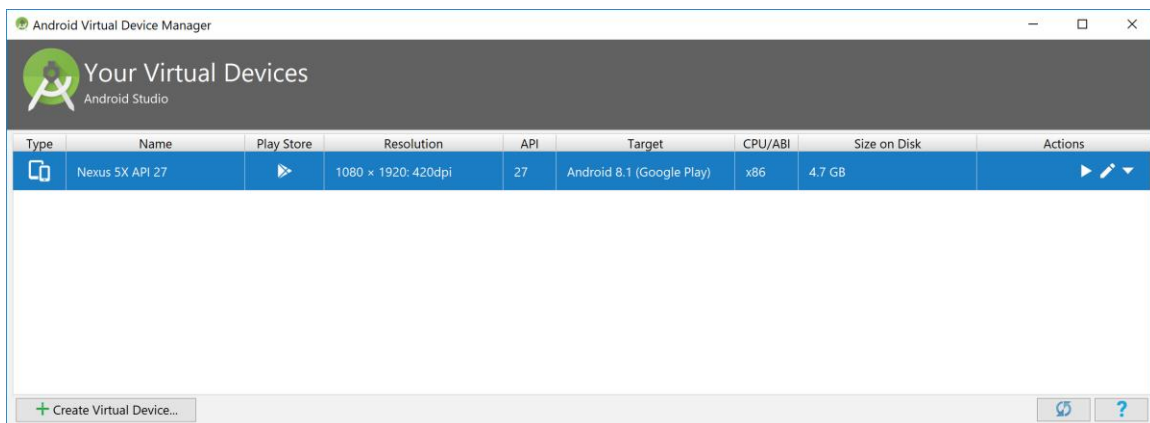 Android Virtual Device Manager
Your Virtual Devices
Android Studio
Type Name Play Store Resolution API Target CPU/ABI Size on Disk Actions
Nexus 5X API 27 1080 × 1920: 420dpi 27 Android 8.1 (Google Play) x86 4.7 GB
+ Create Virtual Device... ?